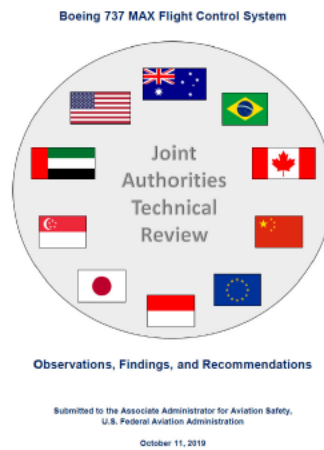 Boeing 737 MAX Flight Control System
Joint
Authorities
Technical
Review
Observations, Findings, and Recommendations
Submitted to the Associate Administrator for Aviation Safety,
U.S. Federal Aviation Administration
October 11, 2019